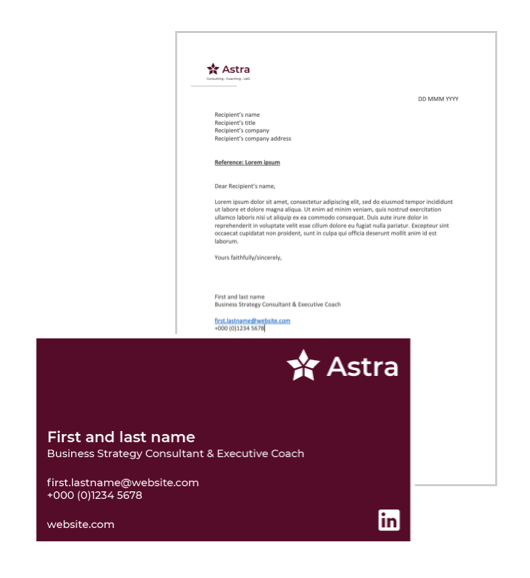 Astra
Consulting · Coaching · L&D
DD MMM YYYY
Recipient's name
Recipient's title
Recipient's company
Recipient's company address
Reference: Lorem ipsum
Dear Recipient's name,
Lorem ipsum dolor sit amet, consectetur adipiscing elit, sed do eiusmod tempor incididunt
ut labore et dolore magna aliqua. Ut enim ad minim veniam, quis nostrud exercitation
ullamco laboris nisi ut aliquip ex ea commodo consequat. Duis aute irure dolor in
reprehenderit in voluptate velit esse cillum dolore eu fugiat nulla pariatur. Excepteur sint
occaecat cupidatat non proident, sunt in culpa qui officia deserunt mollit anim id est
laborum.
Yours faithfully/sincerely,
First and last name
Business Strategy Consultant & Executive Coach
first.lastname@website.com
+000 (0)1234 5678
Astra
First and last name
Business Strategy Consultant & Executive Coach
first.lastname@website.com
+000 (0)1234 5678
website.com
in